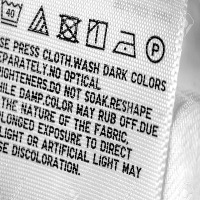 40 P
SE PRESS CLOTH.WASH DARK COLORS
EPARATELY.NO OPTICAL
IGHTENERS.DO NOT SOAK.RESHAPE
HILE DAMP.COLOR MAY RUB OFF.DUE
THE NATURE OF THE FABRIC,
OLONGED EXPOSURE TO DIRECT
LIGHT OR ARTIFICIAL LIGHT MAY
SE DISCOLORATION.